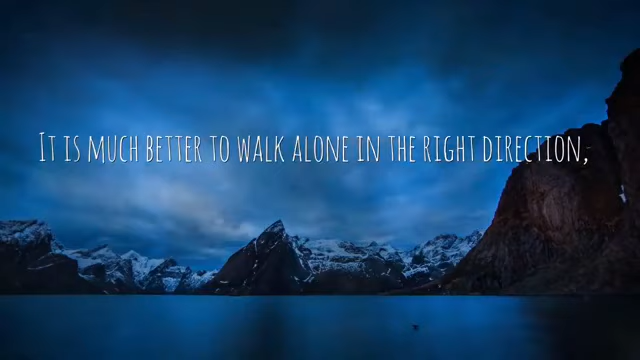 It is much better to walk alone in the right direction,